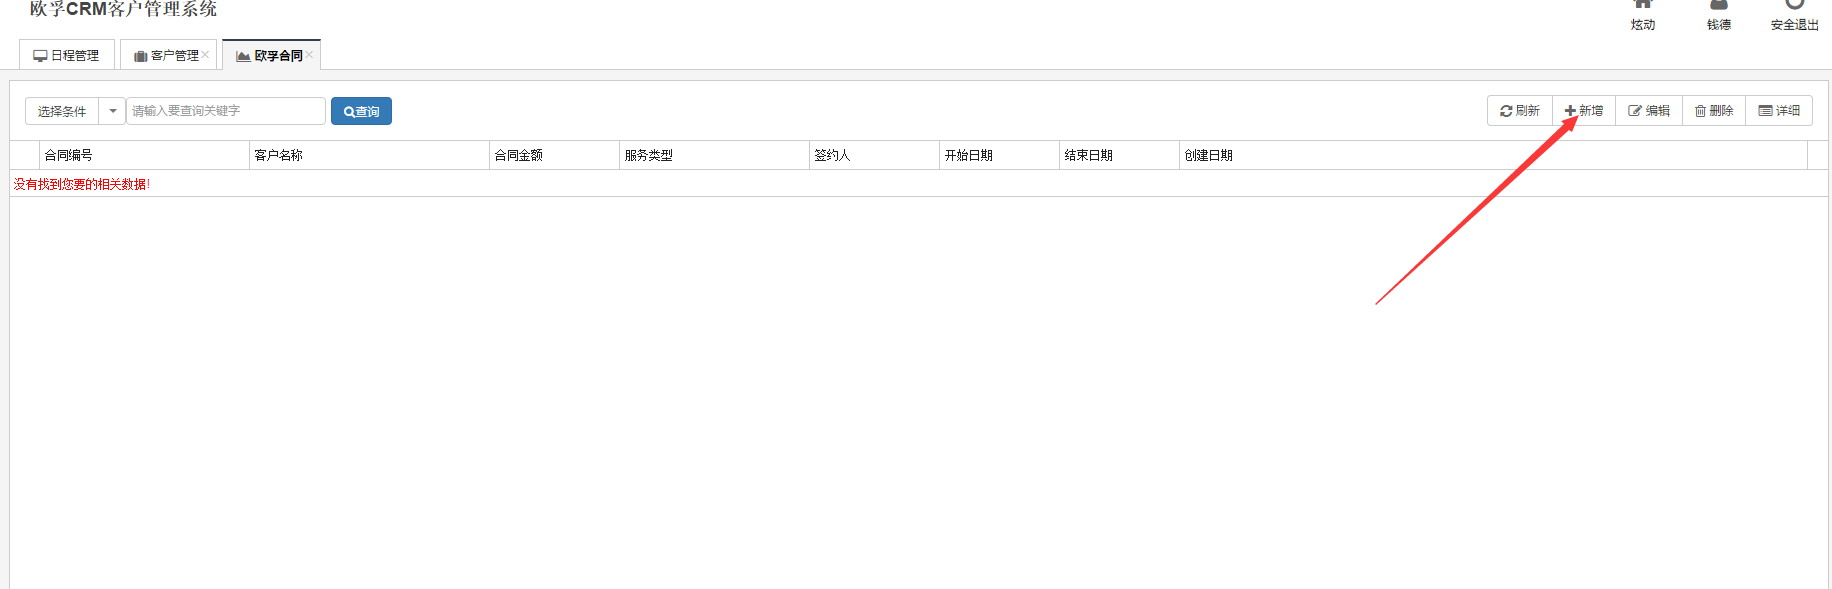 欧孚CRM客户管理系统
炫动 钱德 安全退出
日程管理 客户管理 欧孚合同
选择条件 请输入要查询关键字 查询 刷新 新增 编辑 删除 详细
合同编号 客户名称 合同金额 服务类型 签约人 开始日期 结束日期 创建日期
没有找到您要的相关数据!